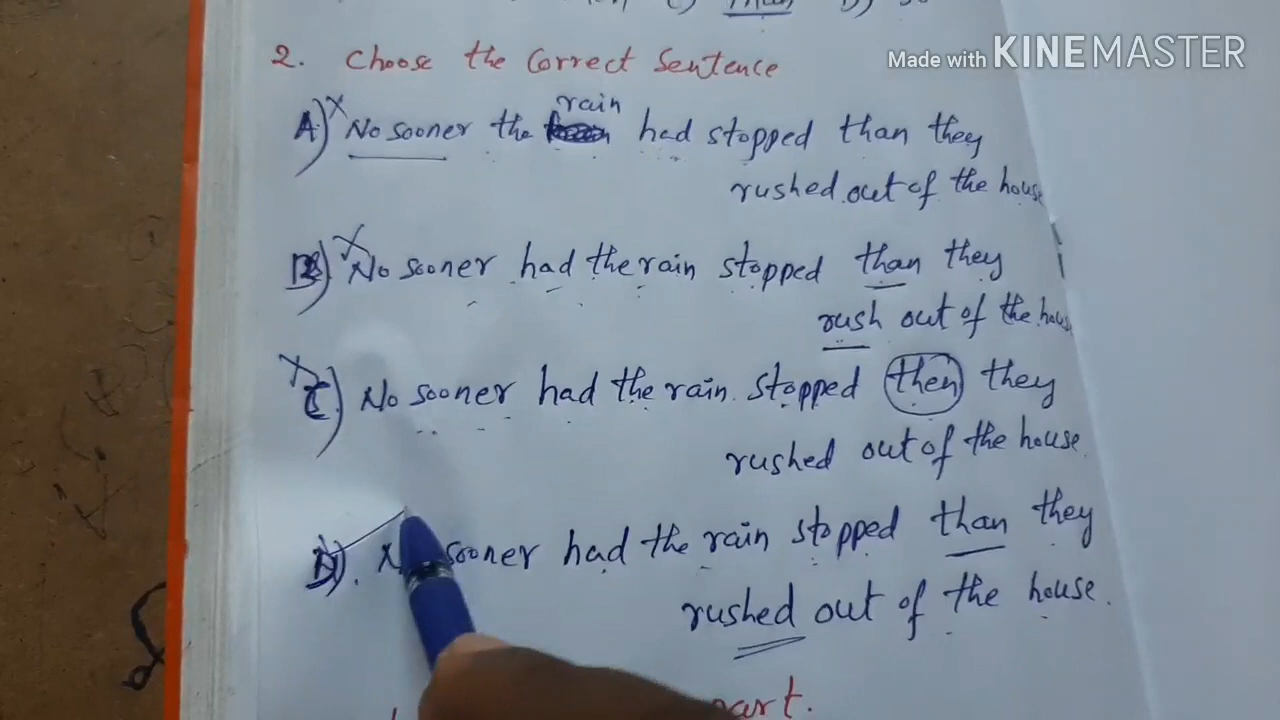 Made with KINEMASTER
2. Choose the Correct Sentence
A) No sooner the rain had stopped than they
rushed out of the house
B) No sooner had the rain stopped than they
rush out of the house
C) No sooner had the rain stopped then they
rushed out of the house
D). sooner had the rain stopped than they
rushed out of the house.
part.